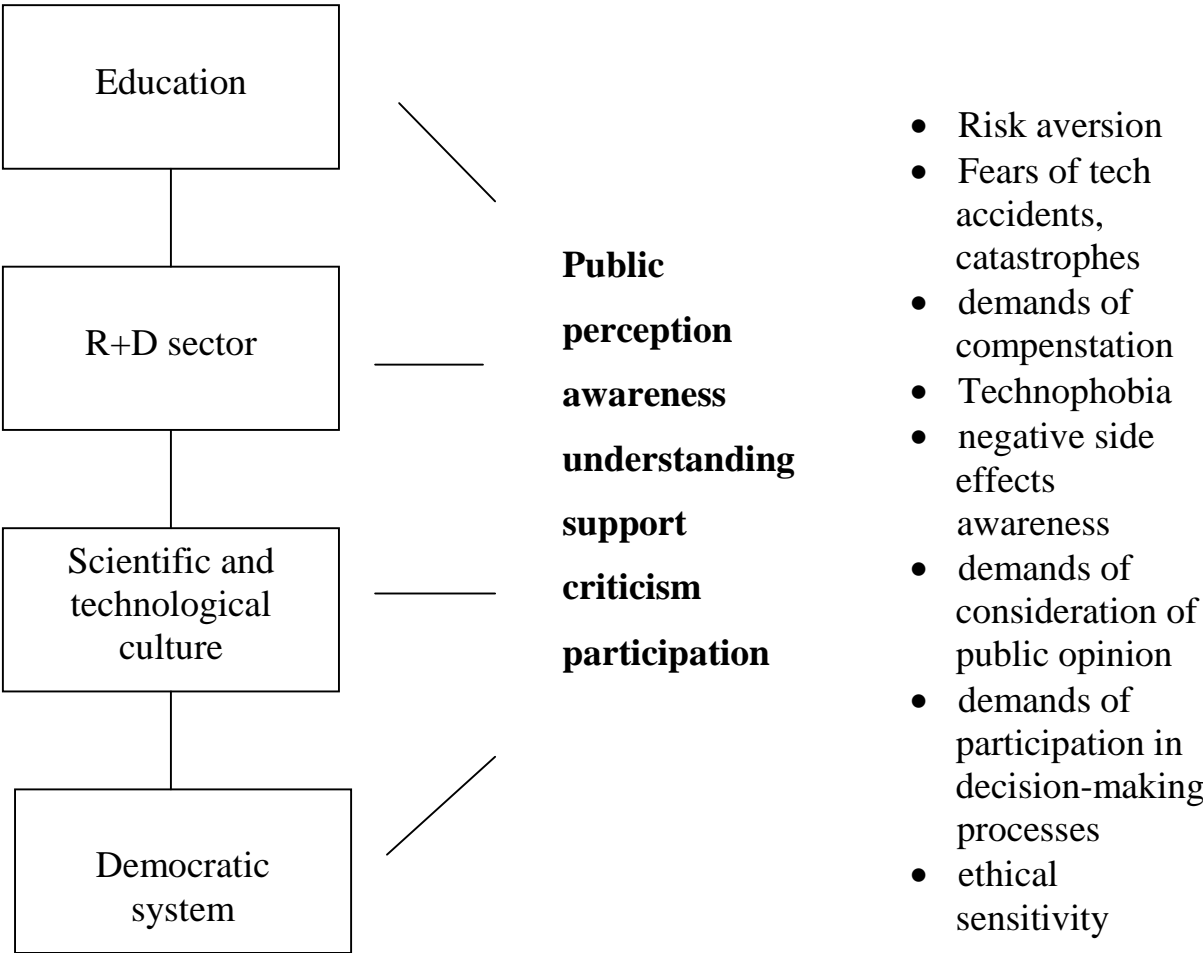 Education
R+D sector
Scientific and
technological
culture
Democratic
system
Public
perception
awareness
understanding
support
criticism
participation
• Risk aversion
• Fears of tech
accidents,
catastrophes
• demands of
compenstation
• Technophobia
• negative side
effects
awareness
• demands of
consideration of
public opinion
• demands of
participation in
decision-making
processes
• ethical
sensitivity